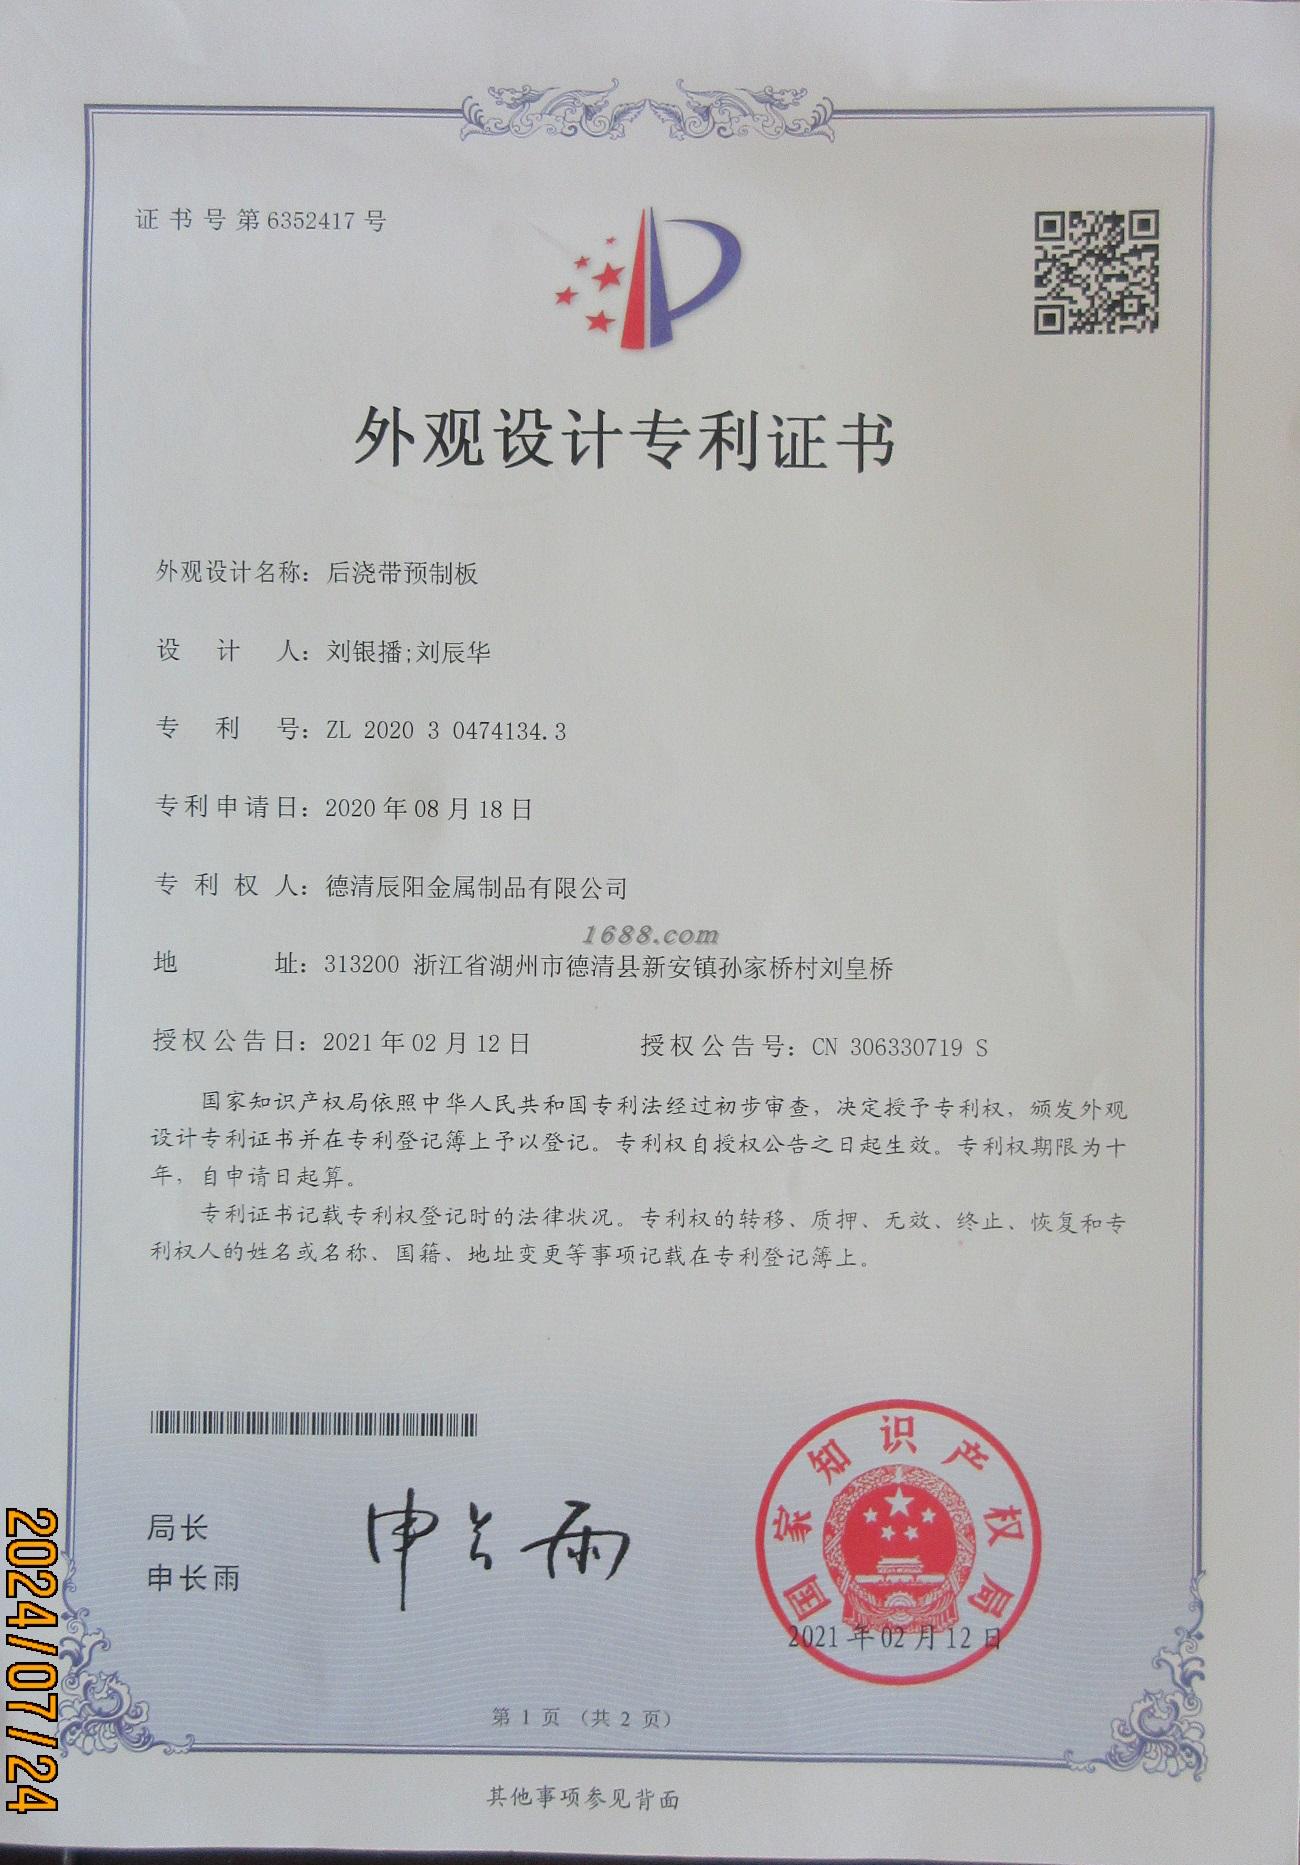 证书号第6352417号
外观设计专利证书
外观设计名称：后浇带预制板
设计人：刘银播;刘辰华
专利号：ZL 2020 3 0474134.3
专利申请日：2020年08月18日
专利权人：德清辰阳金属制品有限公司
1688.com
地址：313200 浙江省湖州市德清县新安镇孙家桥村刘皇桥
授权公告日：2021年02月12日 授权公告号：CN 306330719 S
国家知识产权局依照中华人民共和国专利法经过初步审查，决定授予专利权，颁发外观
设计专利证书并在专利登记簿上予以登记。专利权自授权公告之日起生效。专利权期限为十
年，自申请日起算。
专利证书记载专利权登记时的法律状况。专利权的转移、质押、无效、终止、恢复和专
利权人的姓名或名称、国籍、地址变更等事项记载在专利登记簿上。
局长
申长雨
申长雨
国家知识产权局
2021年02月12日
第 1 页 （共 2 页）
其他事项参见背面
2024/07/24